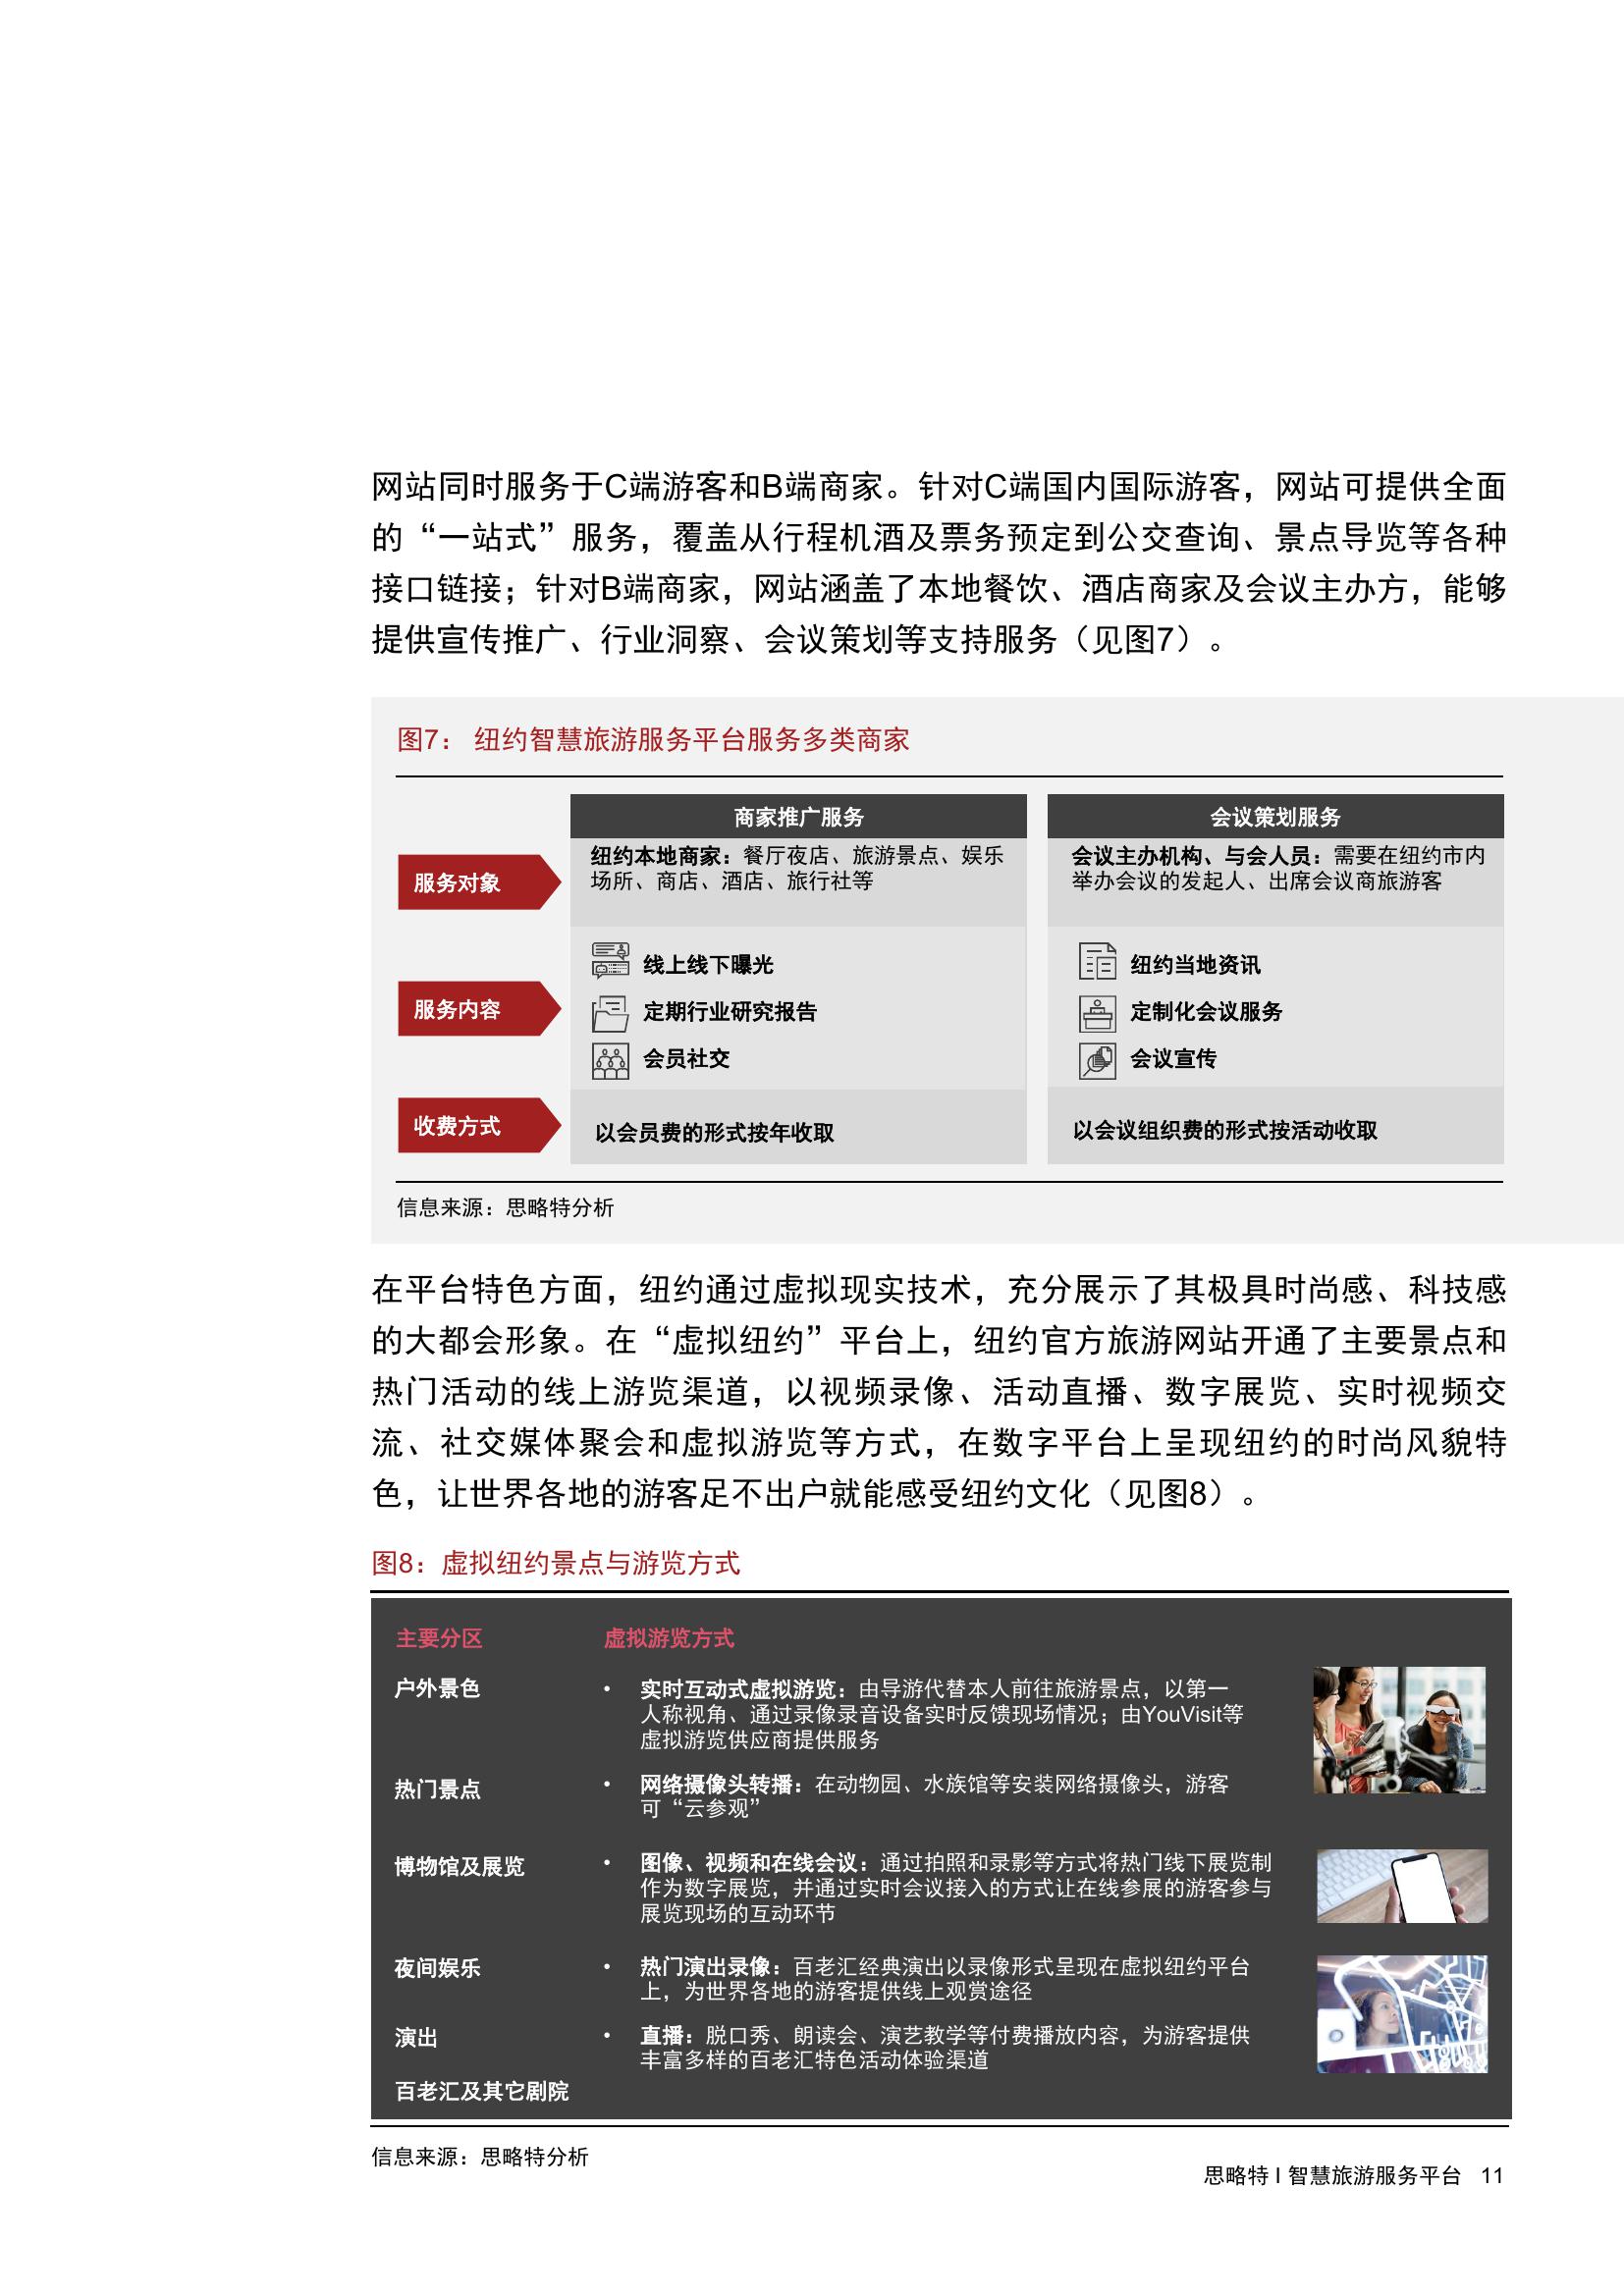 网站同时服务于C端游客和B端商家。针对C端国内国际游客，网站可提供全面
的“一站式”服务，覆盖从行程机酒及票务预定到公交查询、景点导览等各种
接口链接；针对B端商家，网站涵盖了本地餐饮、酒店商家及会议主办方，能够
提供宣传推广、行业洞察、会议策划等支持服务（见图7）。
图7： 纽约智慧旅游服务平台服务多类商家
商家推广服务
会议策划服务
服务对象
纽约本地商家：餐厅夜店、旅游景点、娱乐
场所、商店、酒店、旅行社等
会议主办机构、与会人员：需要在纽约市内
举办会议的发起人、出席会议商旅游客
服务内容
线上线下曝光
定期行业研究报告
会员社交
纽约当地资讯
定制化会议服务
会议宣传
收费方式
以会员费的形式按年收取
以会议组织费的形式按活动收取
信息来源：思略特分析
在平台特色方面，纽约通过虚拟现实技术，充分展示了其极具时尚感、科技感
的大都会形象。在“虚拟纽约”平台上，纽约官方旅游网站开通了主要景点和
热门活动的线上游览渠道，以视频录像、活动直播、数字展览、实时视频交
流、社交媒体聚会和虚拟游览等方式，在数字平台上呈现纽约的时尚风貌特
色，让世界各地的游客足不出户就能感受纽约文化（见图8）。
图8：虚拟纽约景点与游览方式
主要分区
虚拟游览方式
户外景色
• 实时互动式虚拟游览：由导游代替本人前往旅游景点，以第一
人称视角、通过录像录音设备实时反馈现场情况；由YouVisit等
虚拟游览供应商提供服务
热门景点
• 网络摄像头转播：在动物园、水族馆等安装网络摄像头，游客
可“云参观”
博物馆及展览
• 图像、视频和在线会议：通过拍照和录影等方式将热门线下展览制
作为数字展览，并通过实时会议接入的方式让在线参展的游客参与
展览现场的互动环节
夜间娱乐
• 热门演出录像：百老汇经典演出以录像形式呈现在虚拟纽约平台
上，为世界各地的游客提供线上观赏途径
演出
• 直播：脱口秀、朗读会、演艺教学等付费播放内容，为游客提供
丰富多样的百老汇特色活动体验渠道
百老汇及其它剧院
信息来源：思略特分析
思略特 I 智慧旅游服务平台 11